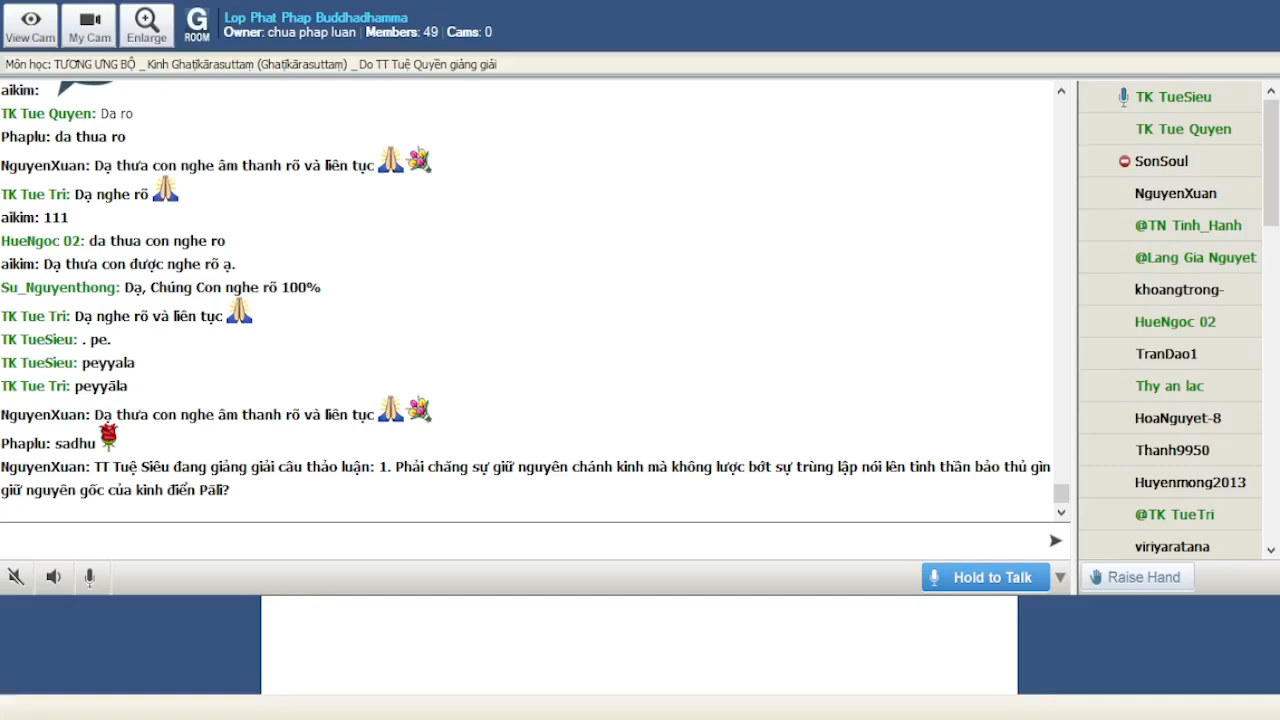 View Cam
My Cam
Enlarge
G
ROOM
Lop Phat Phap Buddhadhamma
Owner: chua phap luan | Members: 49 | Cams: 0
Môn học: TƯƠNG ƯNG BỘ _ Kinh Ghaṭikārasuttaṃ (Ghaṭikārasuttaṃ) _ Do TT Tuệ Quyền giảng giải
aikim:
TK Tue Quyen: Da ro
Phaplu: da thua ro
NguyenXuan: Dạ thưa con nghe âm thanh rõ và liên tục
TK Tue Tri: Dạ nghe rõ
aikim: 111
HueNgoc 02: da thua con nghe ro
aikim: Dạ thưa con được nghe rõ ạ.
Su_Nguyenthong: Dạ, Chúng Con nghe rõ 100%
TK Tue Tri: Dạ nghe rõ và liên tục
TK TueSieu: . pe.
TK TueSieu: peyyala
TK Tue Tri: peyyāla
NguyenXuan: Dạ thưa con nghe âm thanh rõ và liên tục
Phaplu: sadhu
NguyenXuan: TT Tuệ Siêu đang giảng giải câu thảo luận: 1. Phải chăng sự giữ nguyên chánh kinh mà không lược bớt sự trùng lập nói lên tinh thần bảo thủ gìn
giữ nguyên gốc của kinh điển Pālī?
Hold to Talk
TK TueSieu
TK Tue Quyen
SonSoul
NguyenXuan
@TN Tinh_Hanh
@Lang Gia Nguyet
khoangtrong-
HueNgoc 02
TranDao1
Thy an lac
HoaNguyet-8
Thanh9950
Huyenmong2013
@TK TueTri
viriyaratana
Raise Hand